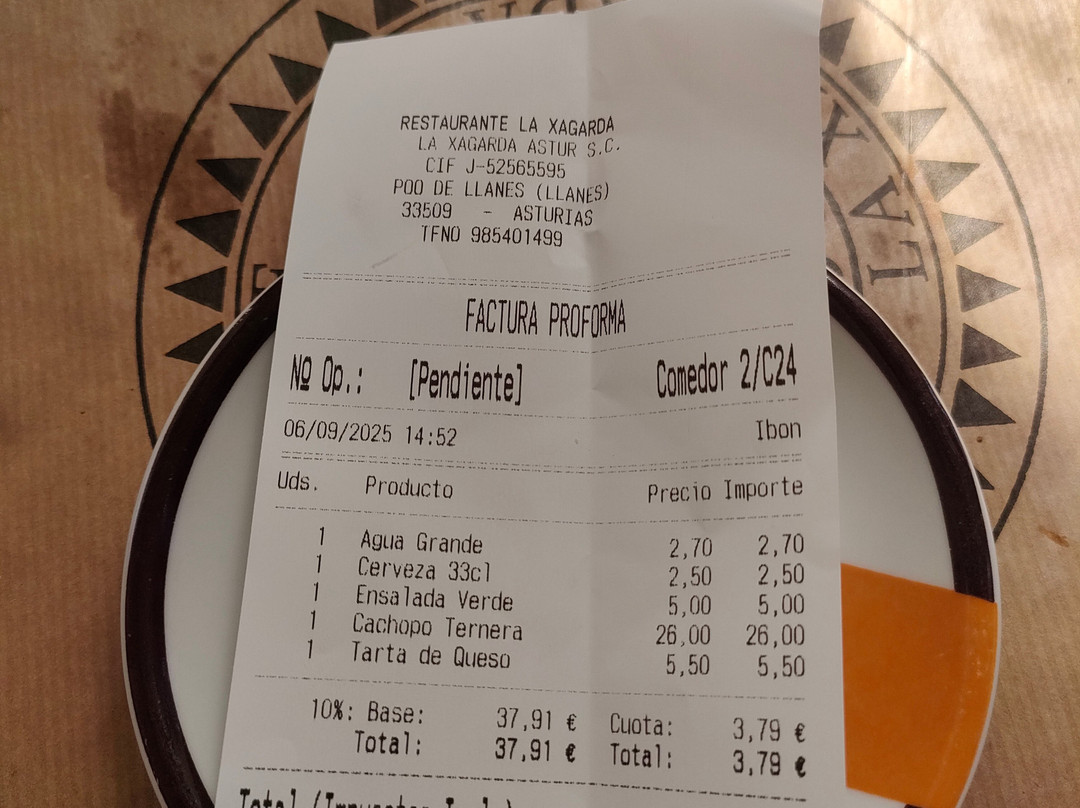 RESTAURANTE LA XAGARDA
LA XAGARDA ASTUR S.C.
CIF J-52565595
POO DE LLANES (LLANES)
33509 - ASTURIAS
TFNO 985401499
FACTURA PROFORMA
Nº Op.: [Pendiente] Comedor 2/C24
06/09/2025 14:52 Ibon
Uds. Producto Precio Importe
1 Agua Grande 2,70 2,70
1 Cerveza 33cl 2,50 2,50
1 Ensalada Verde 5,00 5,00
1 Cachopo Ternera 26,00 26,00
1 Tarta de Queso 5,50 5,50
10%: Base: 37,91 € Cuota: 3,79 €
Total: 37,91 € Total: 3,79 €
Total